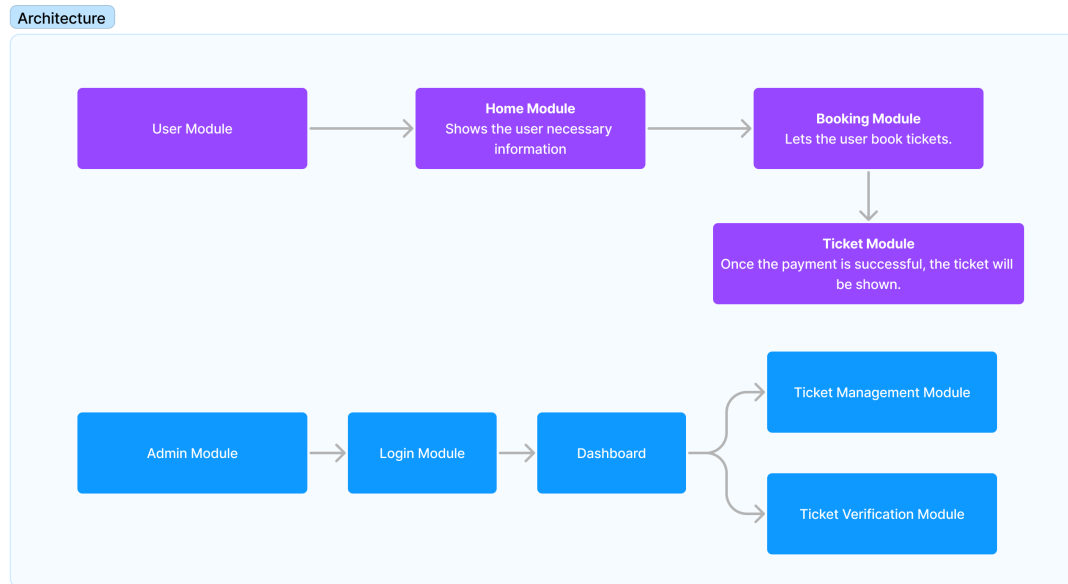 Architecture
User Module
Home Module
Shows the user necessary
information
Booking Module
Lets the user book tickets.
Ticket Module
Once the payment is successful, the ticket will
be shown.
Ticket Management Module
Admin Module
Login Module
Dashboard
Ticket Verification Module